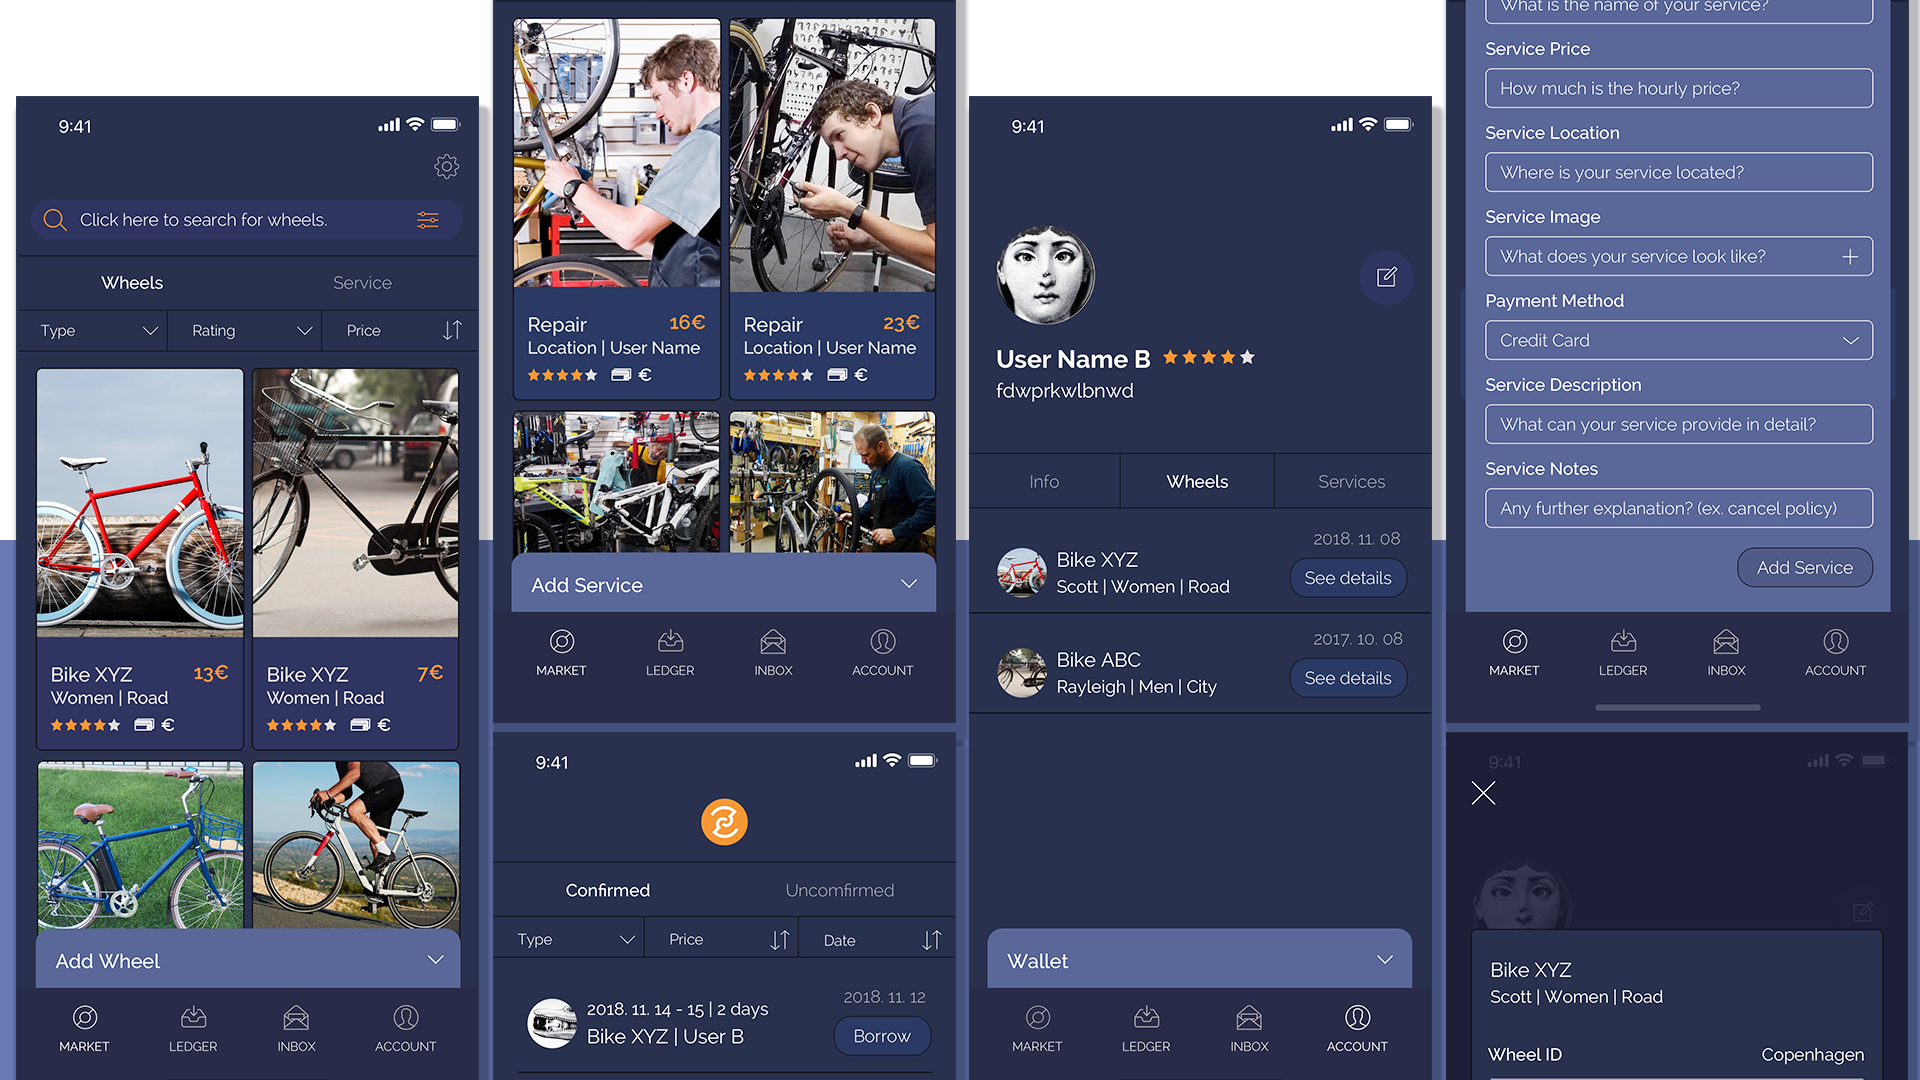 9:41
Click here to search for wheels.
Wheels
Service
Type
Rating
Price
Bike XYZ
13€
Women | Road
€
Bike XYZ
7€
Women | Road
€
Add Wheel
MARKET
LEDGER
INBOX
ACCOUNT
Repair
16€
Location | User Name
€
Repair
23€
Location | User Name
€
Add Service
MARKET
LEDGER
INBOX
ACCOUNT
9:41
Confirmed
Uncomfirmed
Type
Price
Date
2018. 11. 12
2018. 11. 14 - 15 | 2 days
Bike XYZ | User B
Borrow
9:41
User Name B
fdwprkwlbnwd
Info
Wheels
Services
2018. 11. 08
Bike XYZ
Scott | Women | Road
See details
2017. 10. 08
Bike ABC
Rayleigh | Men | City
See details
Wallet
MARKET
LEDGER
INBOX
ACCOUNT
What is the name of your service?
Service Price
How much is the hourly price?
Service Location
Where is your service located?
Service Image
What does your service look like?
Payment Method
Credit Card
Service Description
What can your service provide in detail?
Service Notes
Any further explanation? (ex. cancel policy)
Add Service
MARKET
LEDGER
INBOX
ACCOUNT
9:41
Bike XYZ
Scott | Women | Road
Wheel ID
Copenhagen